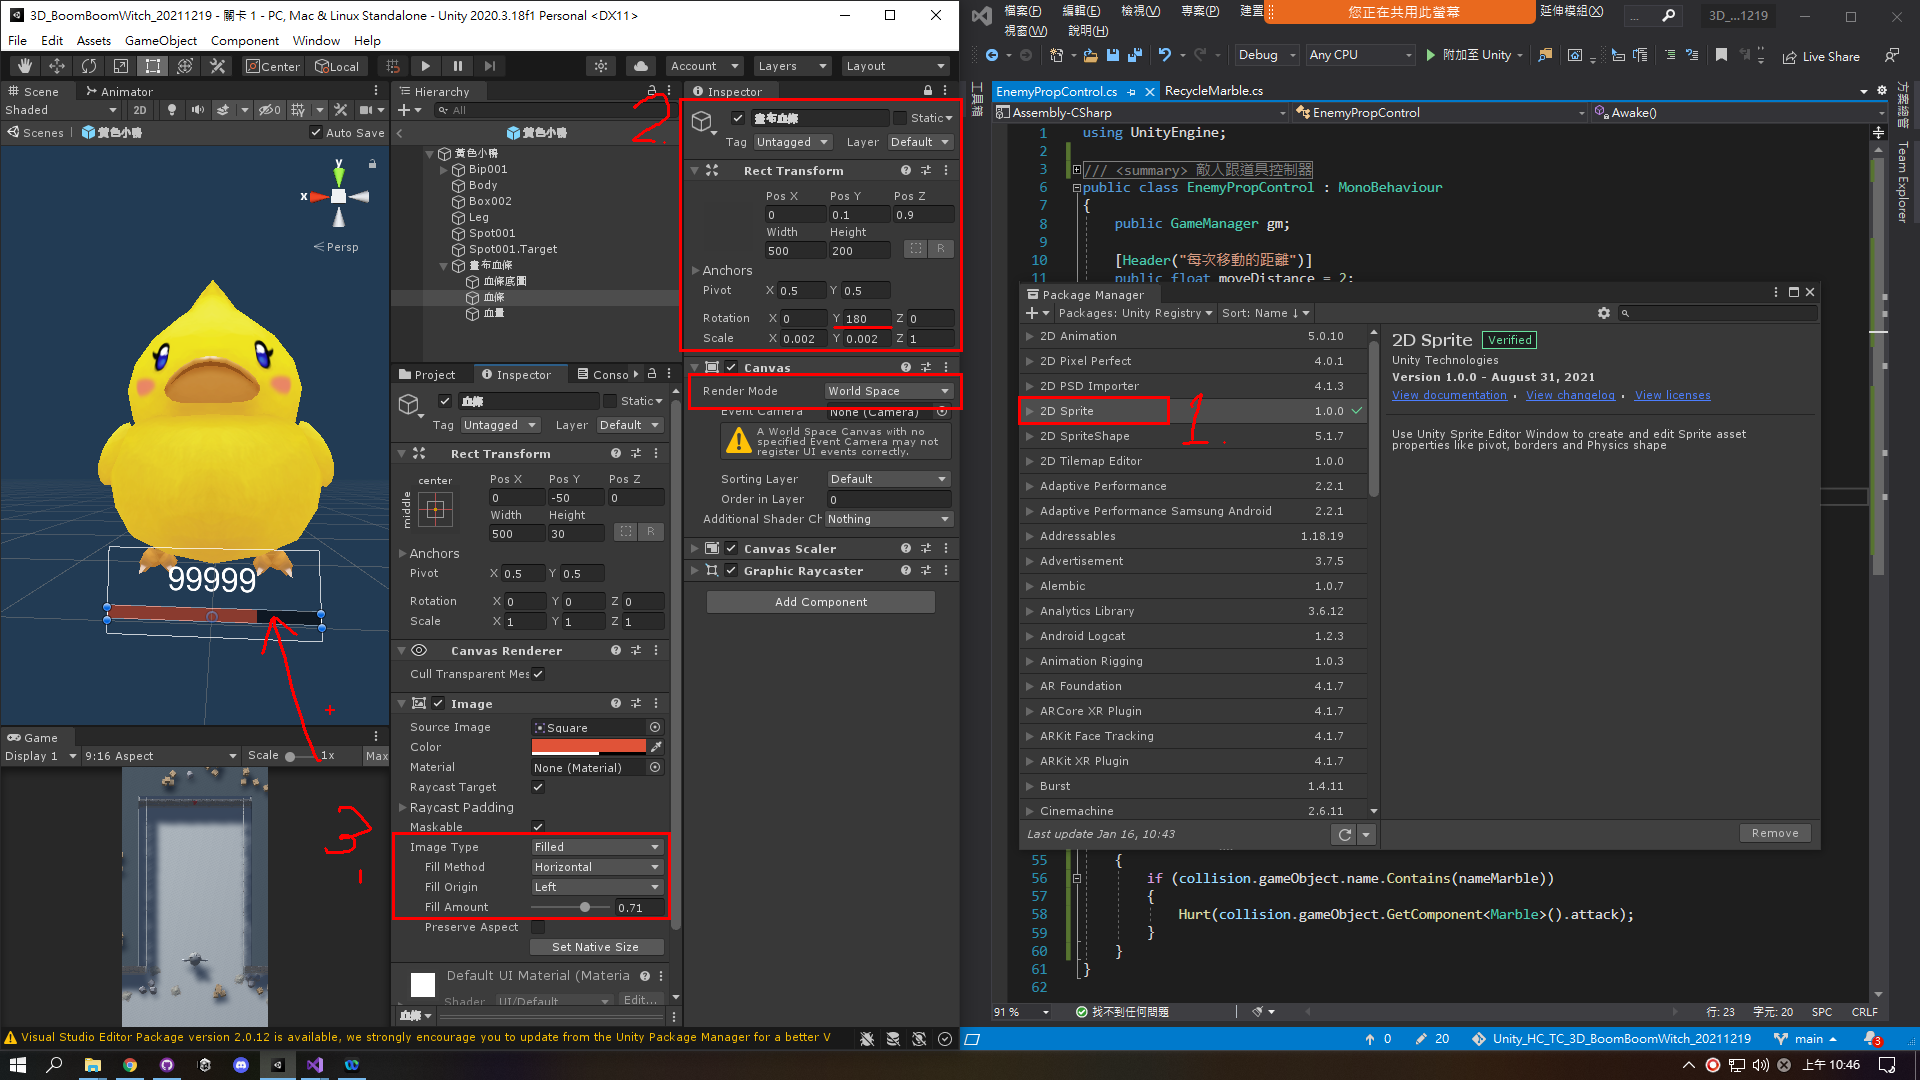 3D_BoomBoomWitch_20211219 - 關卡 1 - PC, Mac & Linux Standalone - Unity 2020.3.18f1 Personal <DX11>
File Edit Assets GameObject Component Window Help
Center Local Account Layers Layout
Scene Animator
Shaded 2D 0
Scenes 黃色小鴨 Auto Save
y
x
Persp
99999
Game
Display 1 9:16 Aspect Scale 1x Max
Hierarchy
All
黃色小鴨
黃色小鴨
Bip001
Body
Box002
Leg
Spot001
Spot001.Target
畫布血條
血條底圖
血條
血量
Project Inspector Conso
血條 Static
Tag Untagged Layer Default
Rect Transform
center
middle
Pos X Pos Y Pos Z
0 -50 0
Width Height
500 30 R
Anchors
Pivot X 0.5 Y 0.5
Rotation X 0 Y 0 Z 0
Scale X 1 Y 1 Z 1
Canvas Renderer
Cull Transparent Mes
Image
Source Image Square
Color
Material None (Material)
Raycast Target
Raycast Padding
Maskable
Image Type Filled
Fill Method Horizontal
Fill Origin Left
Fill Amount 0.71
Preserve Aspect
Set Native Size
Default UI Material (Materia
Shader UI/Default Edit...
血條
2.
Inspector
畫布血條 Static
Tag Untagged Layer Default
Rect Transform
Pos X Pos Y Pos Z
0 0.1 0.9
Width Height
500 200 R
Anchors
Pivot X 0.5 Y 0.5
Rotation X 0 Y 180 Z 0
Scale X 0.002 Y 0.002 Z 1
Canvas
Render Mode World Space
Event Camera None (Camera)
A World Space Canvas with no
specified Event Camera may not
register UI events correctly.
Sorting Layer Default
Order in Layer 0
Additional Shader Ch Nothing
Canvas Scaler
Graphic Raycaster
Add Component
3.
Visual Studio Editor Package version 2.0.12 is available, we strongly encourage you to update from the Unity Package Manager for a better V
檔案(F) 編輯(E) 檢視(V) 專案(P) 建置 您正在共用此螢幕 延伸模組(X) ... 3D_...1219
視窗(W) 說明(H)
Debug Any CPU 附加至 Unity Live Share
工具箱
EnemyPropControl.cs RecycleMarble.cs
Assembly-CSharp EnemyPropControl Awake()
方案總管
Team Explorer
1 using UnityEngine;
2
3 /// <summary> 敵人跟道具控制器
6 public class EnemyPropControl : MonoBehaviour
7 {
8 public GameManager gm;
9
10 [Header("每次移動的距離")]
11 public float moveDistance = 2;
Package Manager
Packages: Unity Registry Sort: Name ↓
2D Animation 5.0.10
2D Pixel Perfect 4.0.1
2D PSD Importer 4.1.3
2D Sprite 1.0.0
2D SpriteShape 5.1.7
2D Tilemap Editor 1.0.0
Adaptive Performance 2.2.1
Adaptive Performance Samsung Android 2.2.1
Addressables 1.18.19
Advertisement 3.7.5
Alembic 1.0.7
Analytics Library 3.6.12
Android Logcat 1.2.3
Animation Rigging 1.0.3
AR Foundation 4.1.7
ARCore XR Plugin 4.1.7
ARKit Face Tracking 4.1.7
ARKit XR Plugin 4.1.7
Burst 1.4.11
Cinemachine 2.6.11
Last update Jan 16, 10:43
1.
2D Sprite Verified
Unity Technologies
Version 1.0.0 - August 31, 2021
View documentation • View changelog • View licenses
Use Unity Sprite Editor Window to create and edit Sprite asset
properties like pivot, borders and Physics shape
Remove
55 {
56 if (collision.gameObject.name.Contains(nameMarble))
57 {
58 Hurt(collision.gameObject.GetComponent<Marble>().attack);
59 }
60 }
61 }
62
91 % 找不到任何問題 行: 23 字元: 20 SPC CRLF
0 20 Unity_HC_TC_3D_BoomBoomWitch_20211219 main 3
上午 10:46